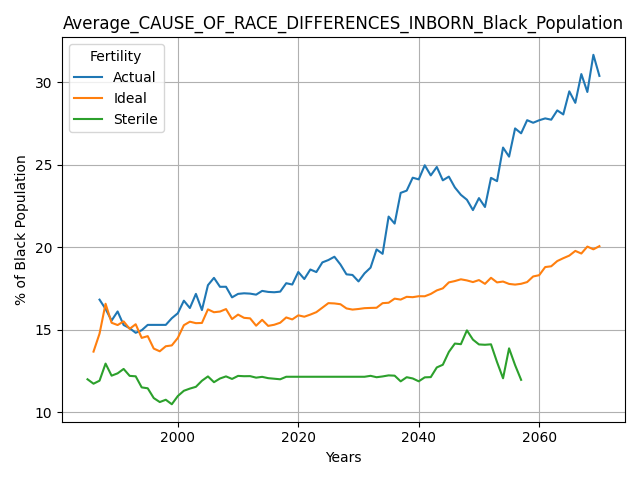 Average_CAUSE_OF_RACE_DIFFERENCES_INBORN_Black_Population
Fertility
Actual
Ideal
Sterile
% of Black Population
30
25
20
15
10
2000
2020
2040
2060
Years